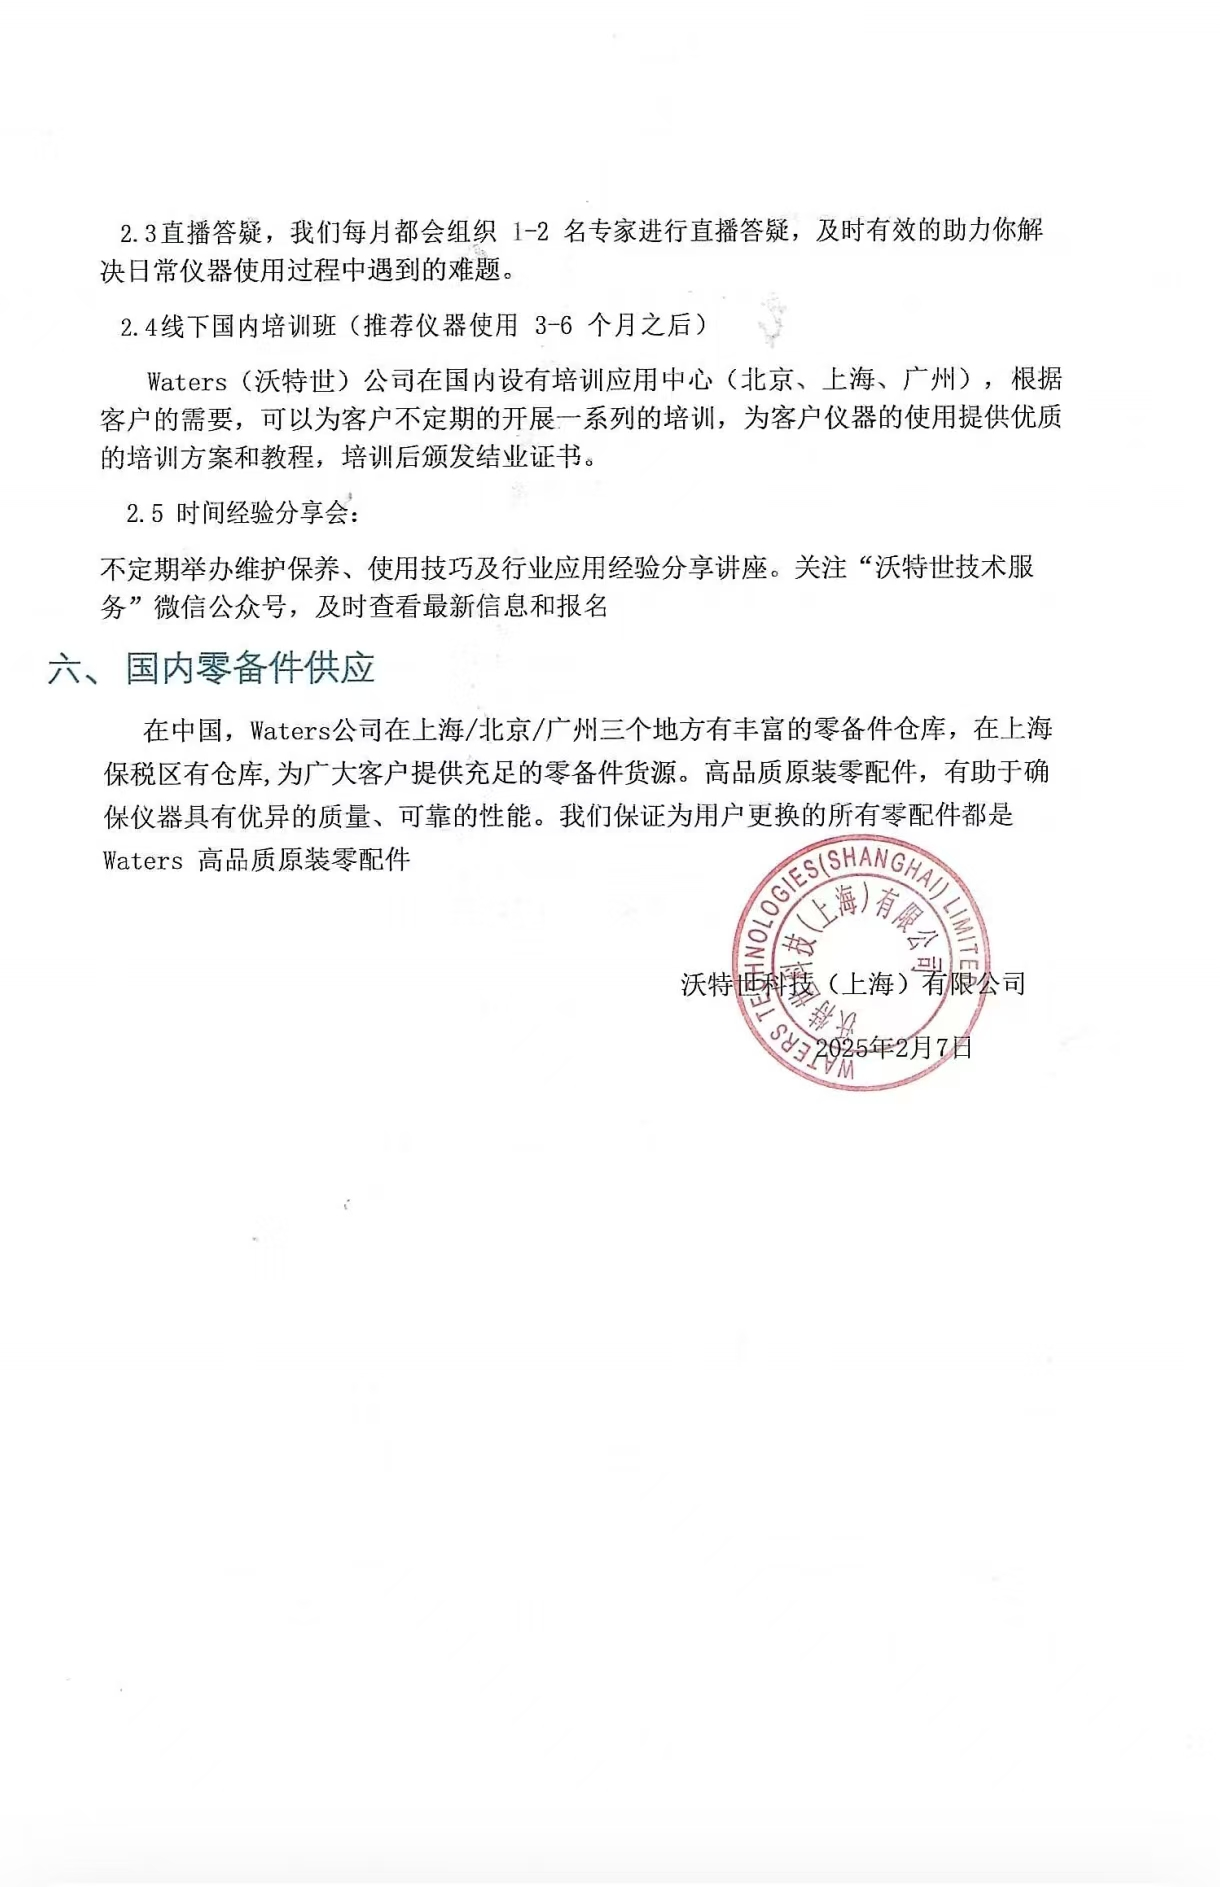 2.3直播答疑，我们每月都会组织 1-2 名专家进行直播答疑，及时有效的助力你解
决日常仪器使用过程中遇到的难题。
2.4线下国内培训班（推荐仪器使用 3-6 个月之后）
Waters（沃特世）公司在国内设有培训应用中心（北京、上海、广州），根据
客户的需要，可以为客户不定期的开展一系列的培训，为客户仪器的使用提供优质
的培训方案和教程，培训后颁发结业证书。
2.5 时间经验分享会：
不定期举办维护保养、使用技巧及行业应用经验分享讲座。关注“沃特世技术服
务”微信公众号，及时查看最新信息和报名
六、国内零备件供应
在中国，Waters公司在上海/北京/广州三个地方有丰富的零备件仓库，在上海
保税区有仓库,为广大客户提供充足的零备件货源。高品质原装零配件，有助于确
保仪器具有优异的质量、可靠的性能。我们保证为用户更换的所有零配件都是
Waters 高品质原装零配件
WATERS TECHNOLOGIES(SHANGHAI) LIMITED
沃特世科技(上海)有限公司
沃特世科技（上海）有限公司
2025年2月7日